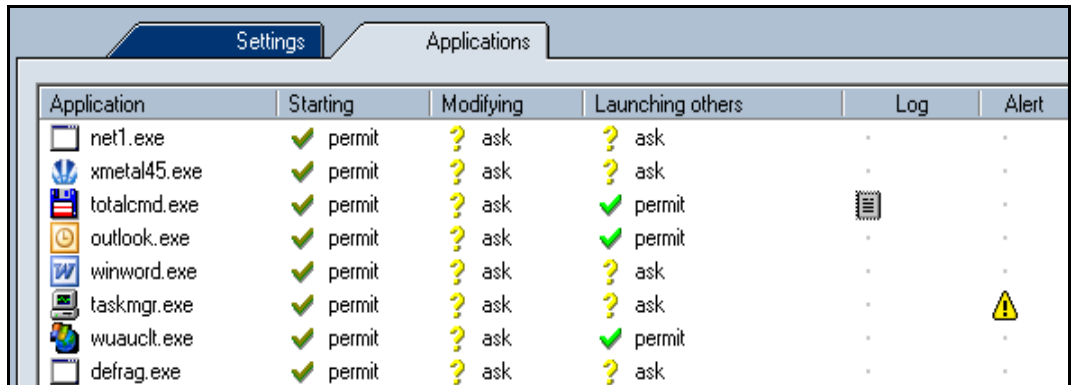 Settings Applications
Application Starting Modifying Launching others Log Alert
net1.exe permit ? ask ? ask
xmetal45.exe permit ? ask ? ask
totalcmd.exe permit ? ask permit
outlook.exe permit ? ask permit
winword.exe permit ? ask ? ask
taskmgr.exe permit ? ask ? ask
wuauclt.exe permit ? ask permit
defrag.exe permit ? ask ? ask